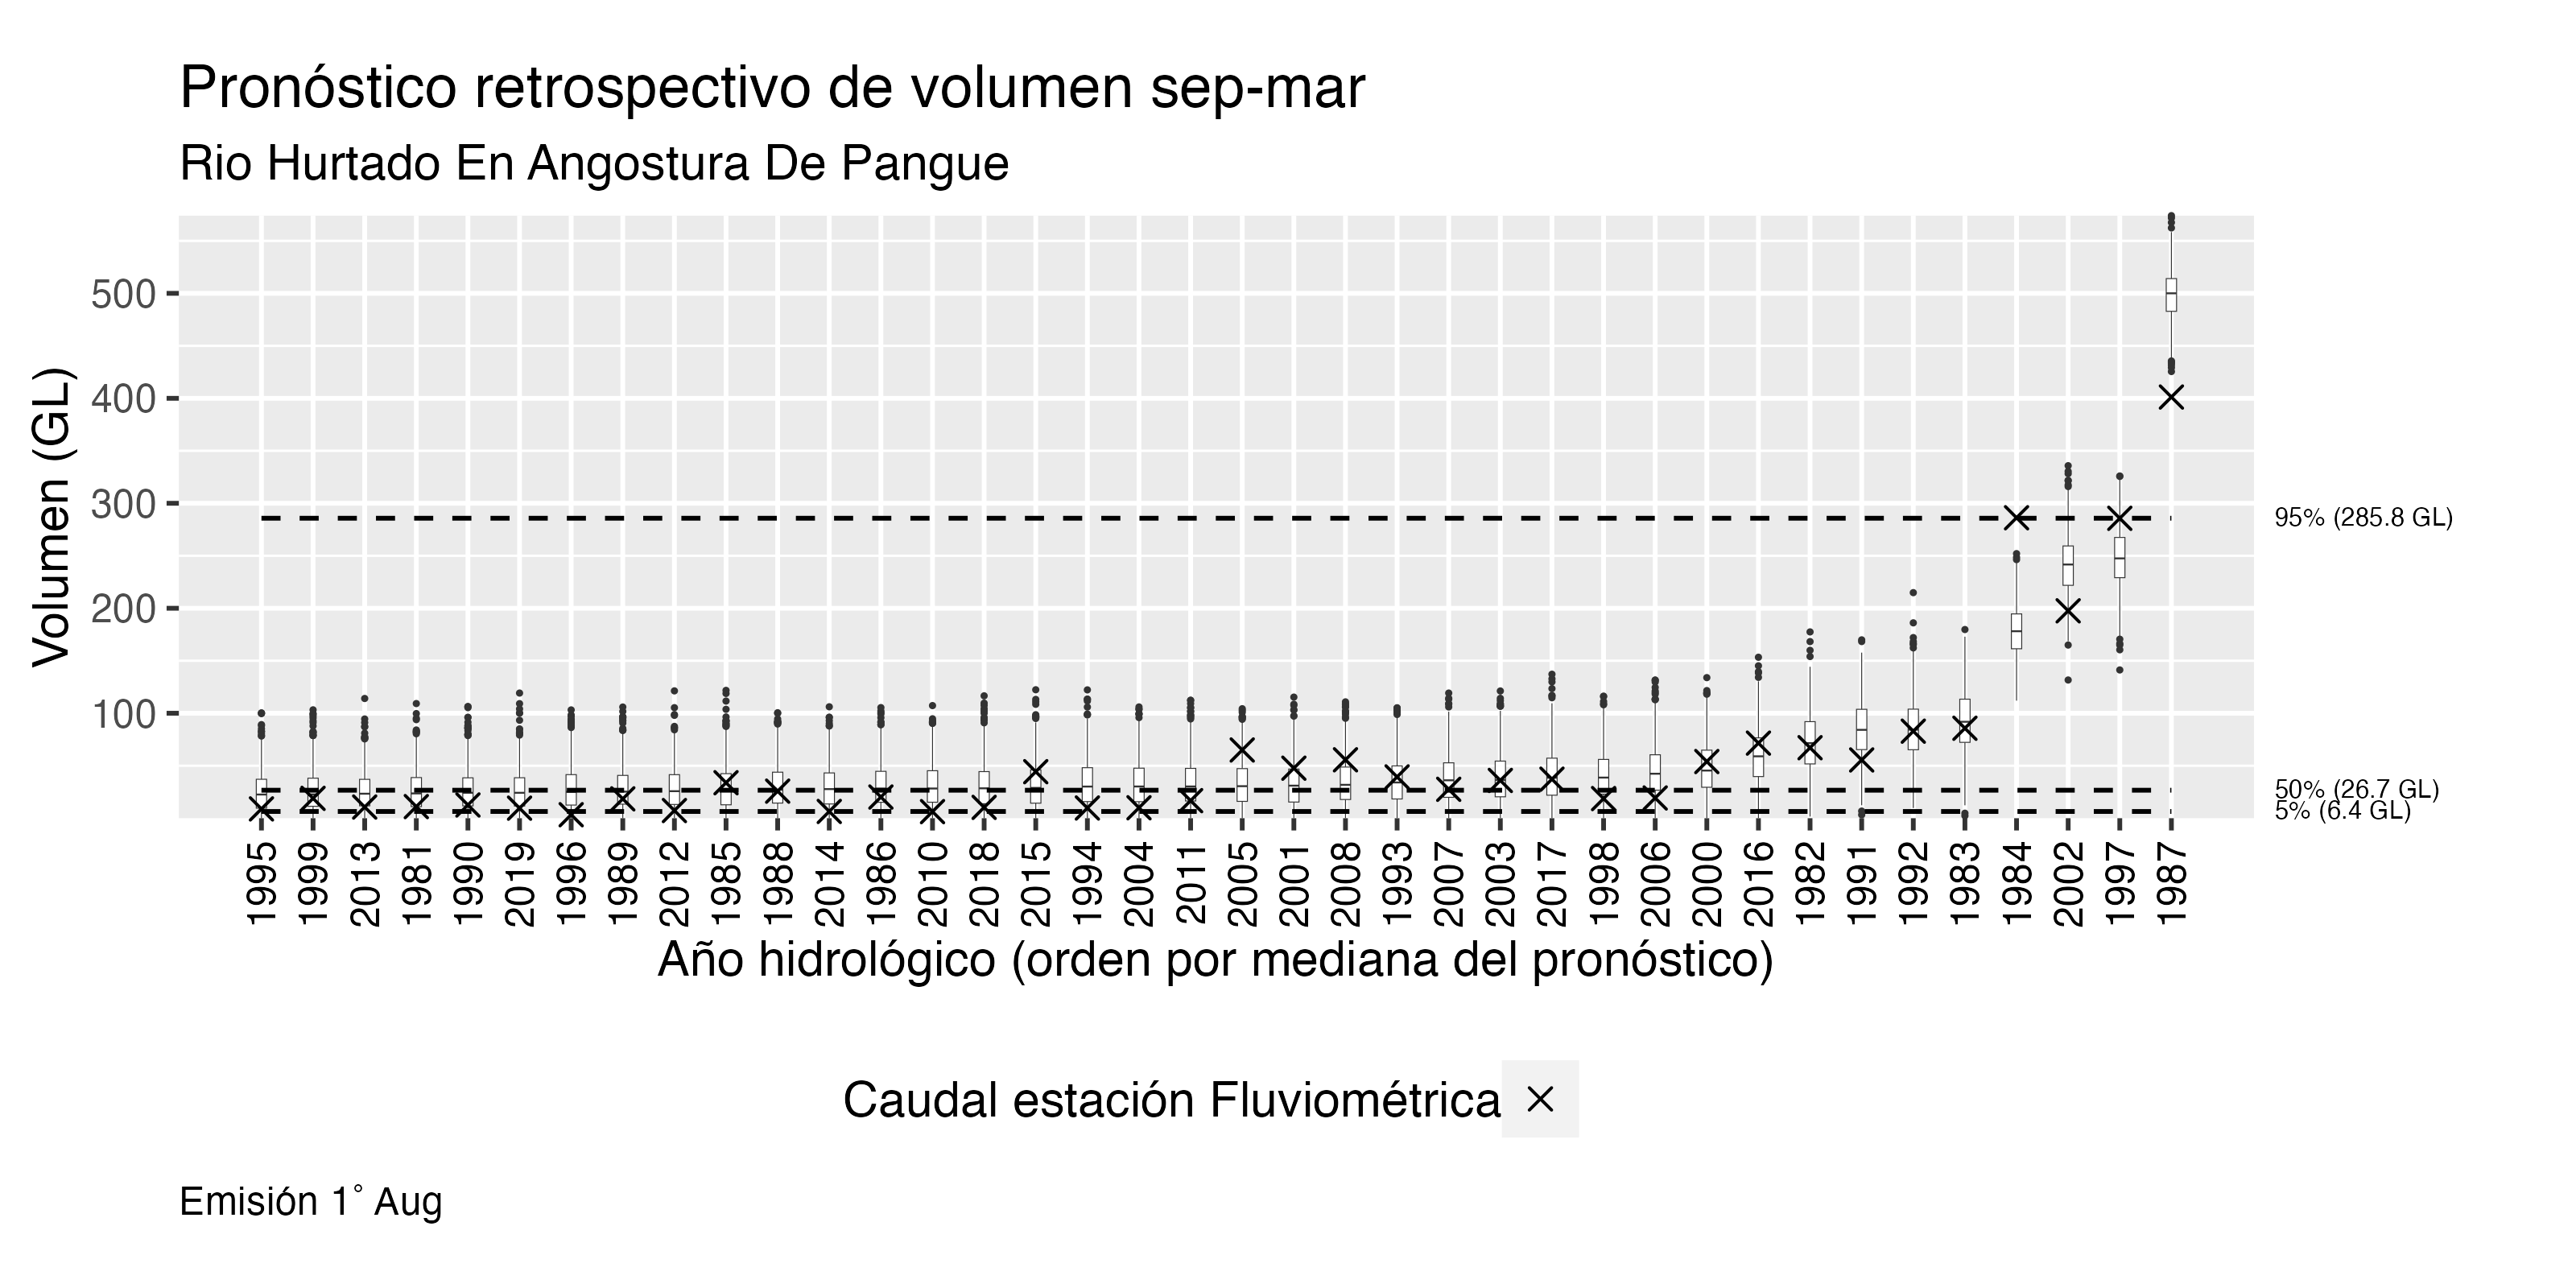 Pronóstico retrospectivo de volumen sep-mar
Rio Hurtado En Angostura De Pangue
Volumen (GL)
500
400
300
200
100
95% (285.8 GL)
50% (26.7 GL)
5% (6.4 GL)
1995 1999 2013 1981 1990 2019 1996 1989 2012 1985 1988 2014 1986 2010 2018 2015 1994 2004 2011 2005 2001 2008 1993 2007 2003 2017 1998 2006 2000 2016 1982 1991 1992 1983 1984 2002 1997 1987
Año hidrológico (orden por mediana del pronóstico)
Caudal estación Fluviométrica
Emisión 1° Aug